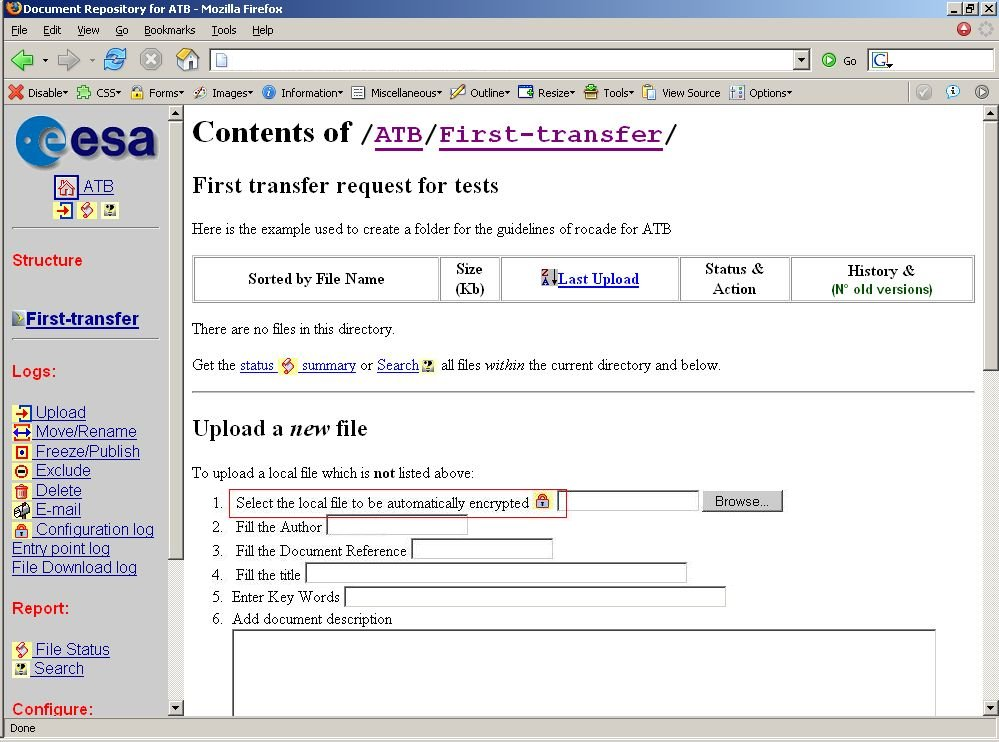 Document Repository for ATB - Mozilla Firefox
File Edit View Go Bookmarks Tools Help
Go G
Disable CSS Forms Images Information Miscellaneous Outline Resize Tools View Source Options
esa
ATB
Structure
First-transfer
Logs:
Upload
Move/Rename
Freeze/Publish
Exclude
Delete
E-mail
Configuration log
Entry point log
File Download log
Report:
File Status
Search
Configure:
Contents of /ATB/First-transfer/
First transfer request for tests
Here is the example used to create a folder for the guidelines of rocade for ATB
Sorted by File Name
Size
(Kb)
Z
A
Last Upload
Status &
Action
History &
(N° old versions)
There are no files in this directory.
Get the status summary or Search all files within the current directory and below.
Upload a new file
To upload a local file which is not listed above:
1. Select the local file to be automatically encrypted Browse...
2. Fill the Author
3. Fill the Document Reference
4. Fill the title
5. Enter Key Words
6. Add document description
Done